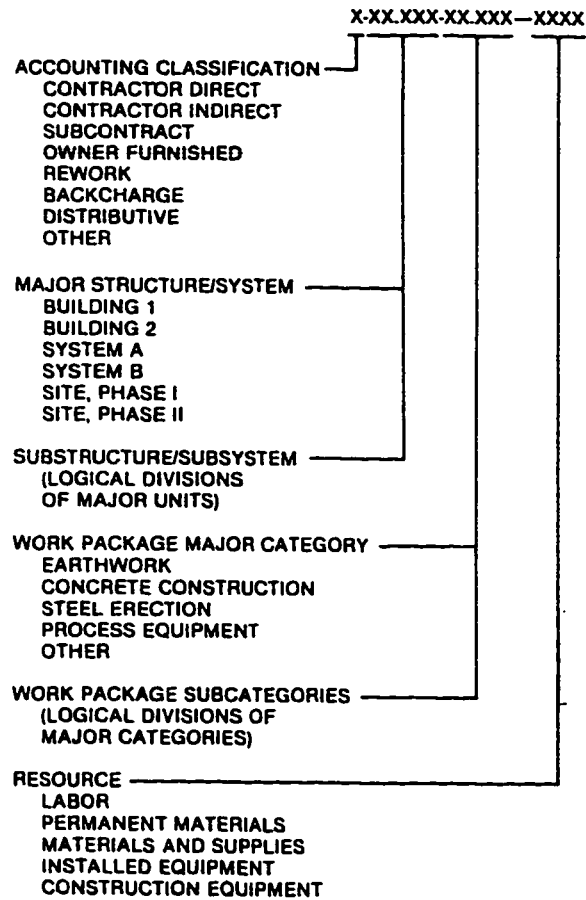 X-XX.XXX-XX.XXX—XXXX
ACCOUNTING CLASSIFICATION
CONTRACTOR DIRECT
CONTRACTOR INDIRECT
SUBCONTRACT
OWNER FURNISHED
REWORK
BACKCHARGE
DISTRIBUTIVE
OTHER
MAJOR STRUCTURE/SYSTEM
BUILDING 1
BUILDING 2
SYSTEM A
SYSTEM B
SITE, PHASE I
SITE, PHASE II
SUBSTRUCTURE/SUBSYSTEM
(LOGICAL DIVISIONS
OF MAJOR UNITS)
WORK PACKAGE MAJOR CATEGORY
EARTHWORK
CONCRETE CONSTRUCTION
STEEL ERECTION
PROCESS EQUIPMENT
OTHER
WORK PACKAGE SUBCATEGORIES
(LOGICAL DIVISIONS OF
MAJOR CATEGORIES)
RESOURCE
LABOR
PERMANENT MATERIALS
MATERIALS AND SUPPLIES
INSTALLED EQUIPMENT
CONSTRUCTION EQUIPMENT